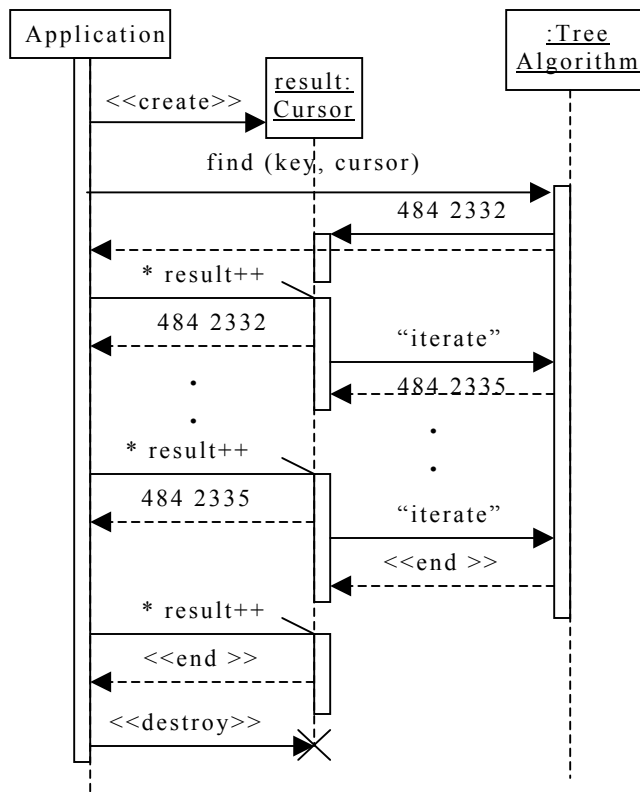 Application
:Tree
Algorithm
result:
Cursor
<<create>>
find (key, cursor)
484 2332
* result++
484 2332
“iterate”
484 2335
* result++
484 2335
“iterate”
<<end >>
* result++
<<end >>
<<destroy>>